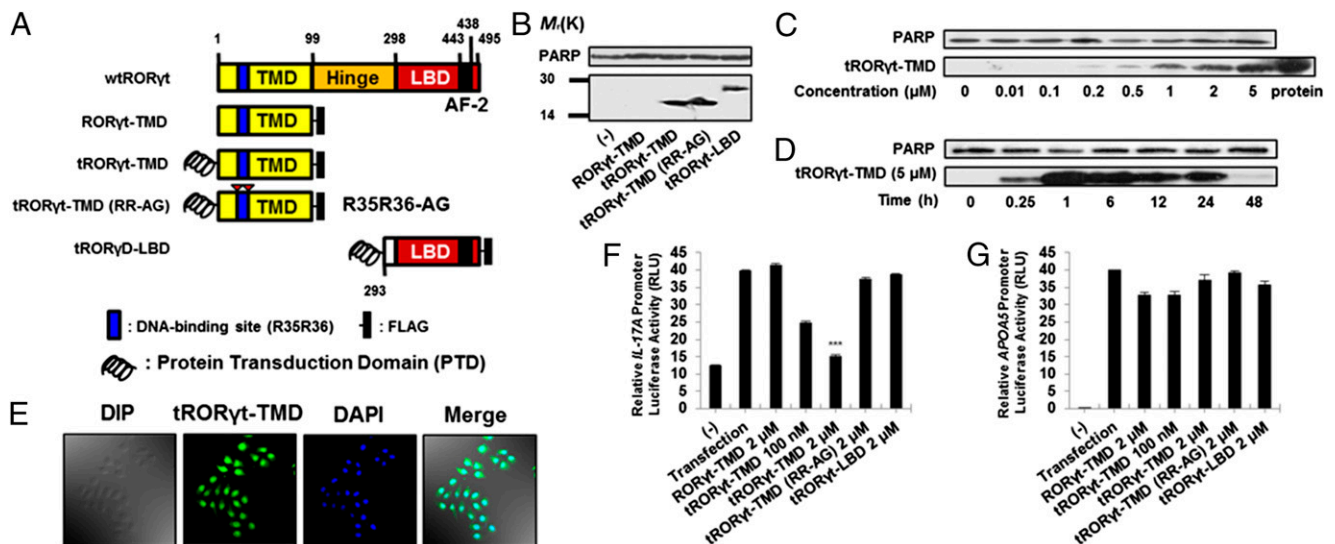 A
1 99 298 443 438 495
wtRORγt
TMD Hinge LBD
AF-2
RORγt-TMD
TMD
tRORγt-TMD
TMD
tRORγt-TMD (RR-AG)
TMD
R35R36-AG
tRORγD-LBD
LBD
293
: DNA-binding site (R35R36)
: FLAG
: Protein Transduction Domain (PTD)
B
Mr(K)
PARP
30
14
(-)
RORγt-TMD
tRORγt-TMD
tRORγt-TMD (RR-AG)
tRORγt-LBD
C
PARP
tRORγt-TMD
Concentration (µM) 0 0.01 0.1 0.2 0.5 1 2 5 protein
D
PARP
tRORγt-TMD (5 µM)
Time (h) 0 0.25 1 6 12 24 48
E
DIP tRORγt-TMD DAPI Merge
F
Relative IL-17A Promoter
Luciferase Activity (RLU)
45
40
35
30
25
20
15
10
5
0
***
(-)
Transfection
RORγt-TMD 2 µM
tRORγt-TMD 100 nM
tRORγt-TMD 2 µM
tRORγt-TMD (RR-AG) 2 µM
tRORγt-LBD 2 µM
G
Relative APOA5 Promoter
Luciferase Activity (RLU)
45
40
35
30
25
20
15
10
5
0
(-)
Transfection
RORγt-TMD 2 µM
tRORγt-TMD 100 nM
tRORγt-TMD 2 µM
tRORγt-TMD (RR-AG) 2 µM
tRORγt-LBD 2 µM